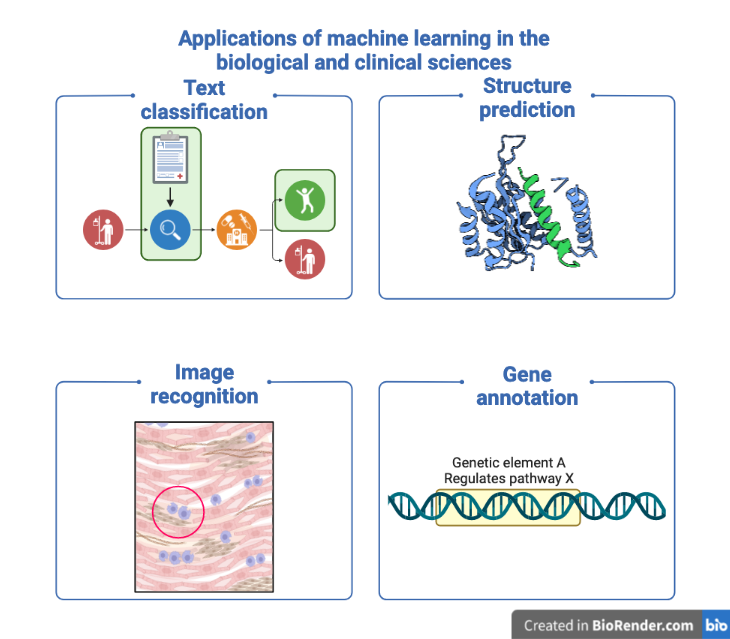 Applications of machine learning in the
biological and clinical sciences
Text
classification
Structure
prediction
Image
recognition
Gene
annotation
Genetic element A
Regulates pathway X
Created in BioRender.com bio